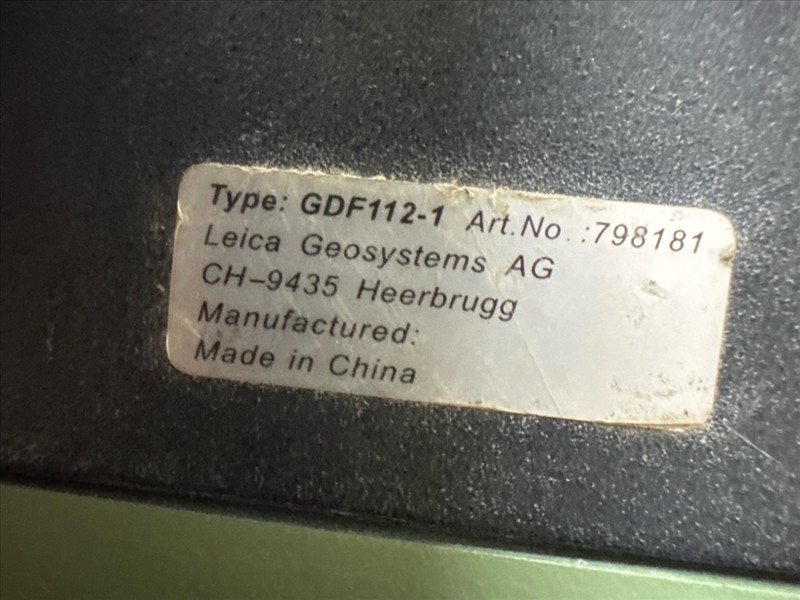 Type: GDF112-1 Art.No.:798181
Leica Geosystems AG
CH-9435 Heerbrugg
Manufactured:
Made in China